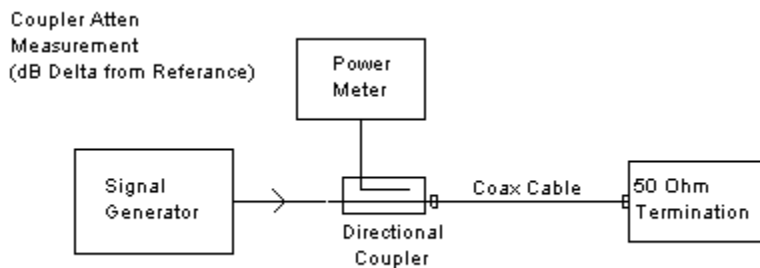 Coupler Atten
Measurement
(dB Delta from Referance)
Power
Meter
Signal
Generator
Directional
Coupler
Coax Cable
50 Ohm
Termination